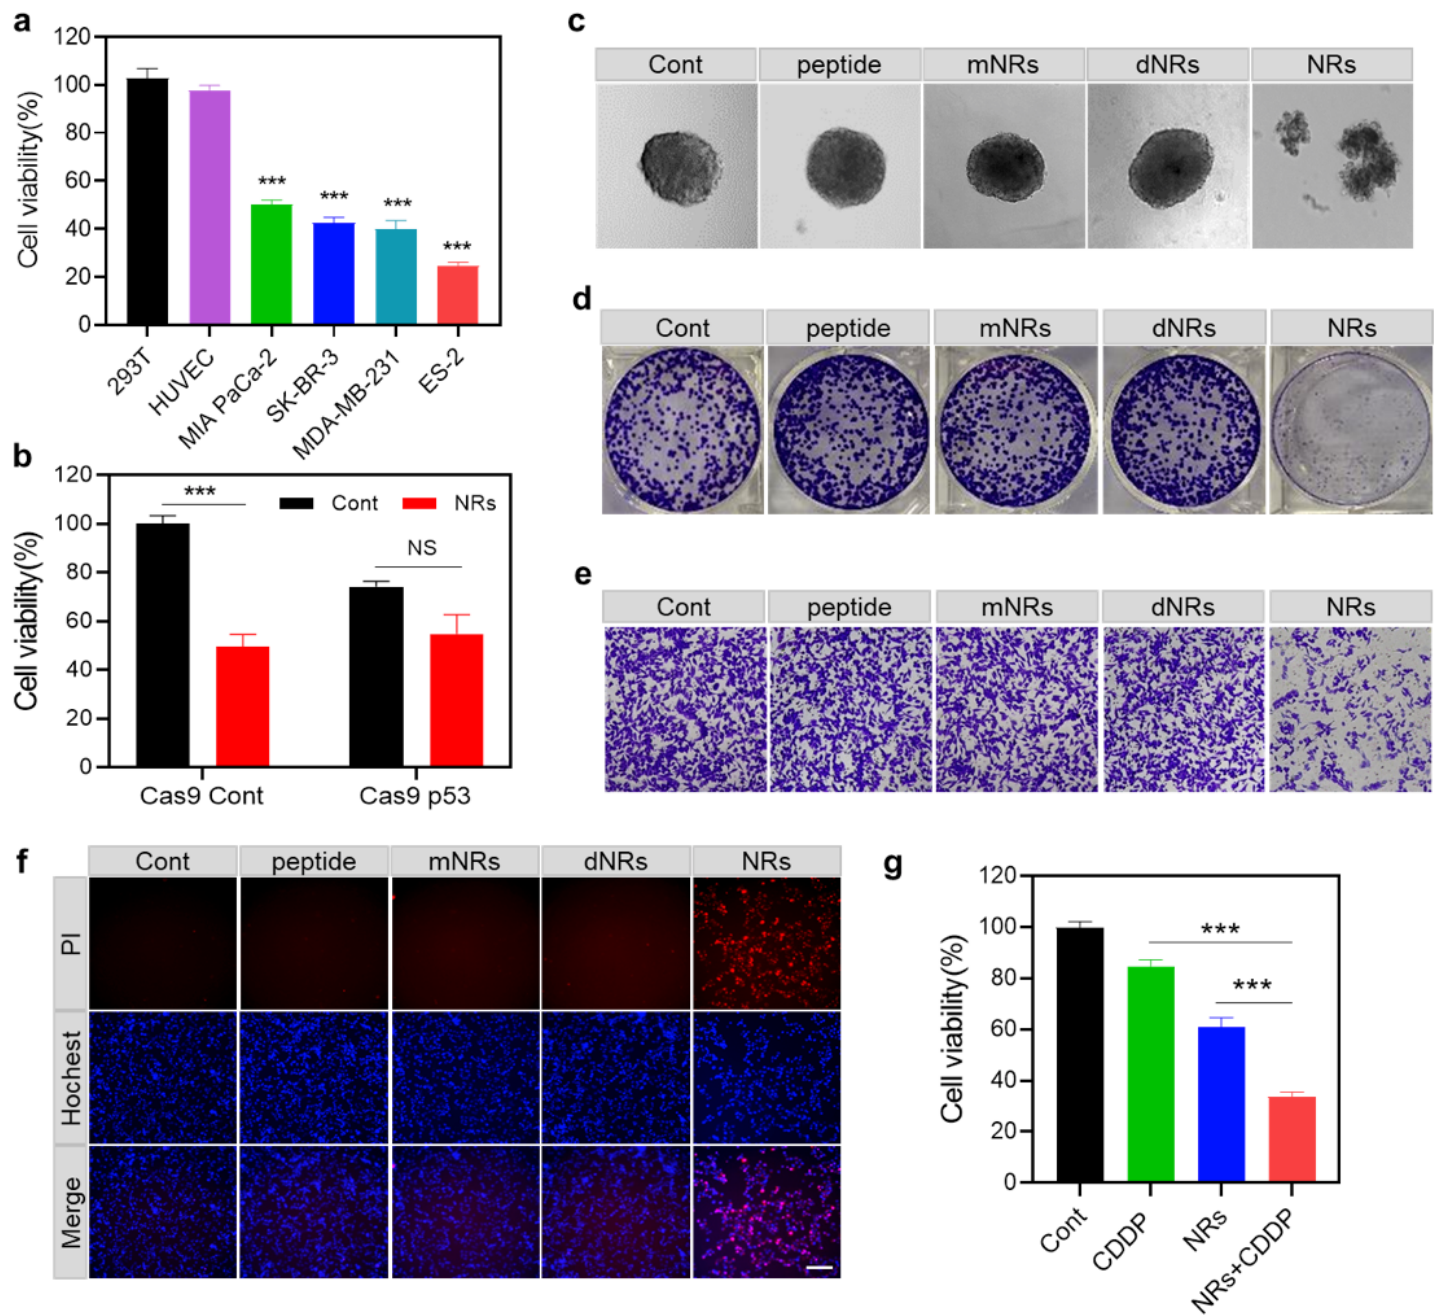 a
120
100
80
60
40
20
0
Cell viability(%)
***
***
***
***
293T
HUVEC
MIA PaCa-2
SK-BR-3
MDA-MB-231
ES-2
b
120
100
80
60
40
20
0
Cell viability(%)
***
Cont
NRs
NS
Cas9 Cont
Cas9 p53
c
Cont peptide mNRs dNRs NRs
d
Cont peptide mNRs dNRs NRs
e
Cont peptide mNRs dNRs NRs
f
Cont peptide mNRs dNRs NRs
PI
Hochest
Merge
g
120
100
80
60
40
20
0
Cell viability(%)
***
***
Cont
CDDP
NRs
NRs+CDDP